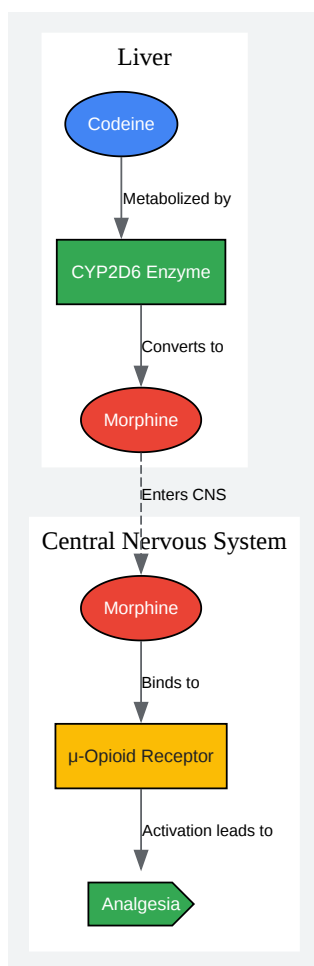 Liver
Codeine
Metabolized by
CYP2D6 Enzyme
Converts to
Morphine
Enters CNS
Central Nervous System
Morphine
Binds to
μ-Opioid Receptor
Activation leads to
Analgesia